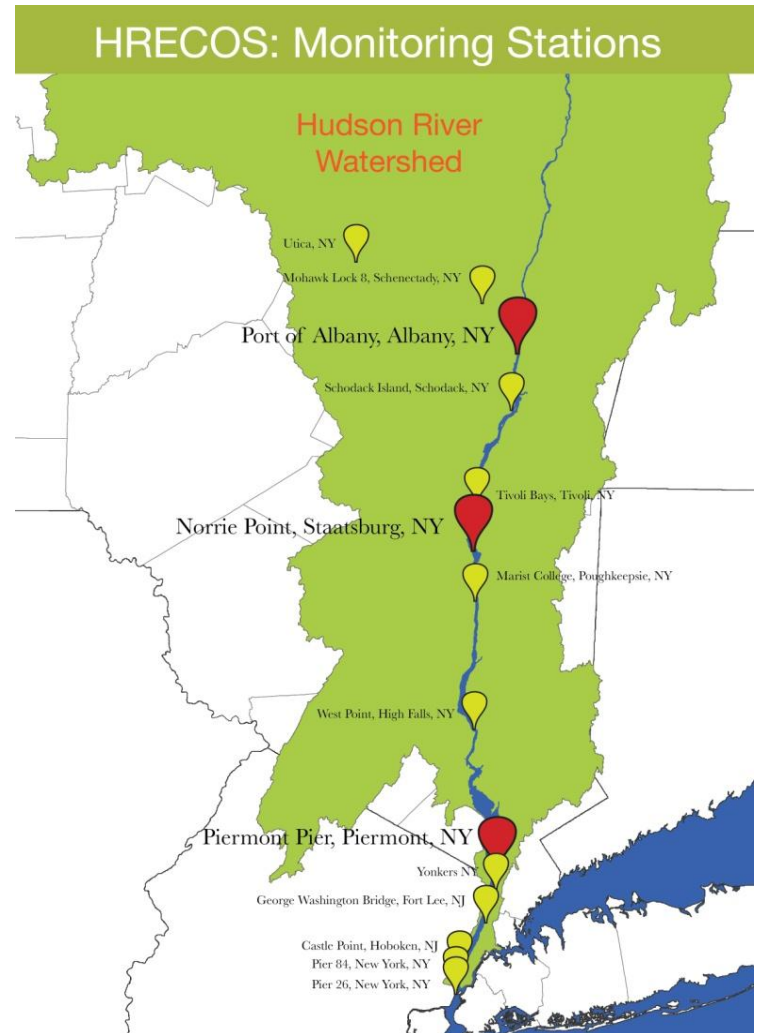 HRECOS: Monitoring Stations
Hudson River
Watershed
Utica, NY
Mohawk Lock 8, Schenectady, NY
Port of Albany, Albany, NY
Schodack Island, Schodack, NY
Tivoli Bays, Tivoli, NY
Norrie Point, Staatsburg, NY
Marist College, Poughkeepsie, NY
West Point, High Falls, NY
Piermont Pier, Piermont, NY
Yonkers NY
George Washington Bridge, Fort Lee, NJ
Castle Point, Hoboken, NJ
Pier 84, New York, NY
Pier 26, New York, NY